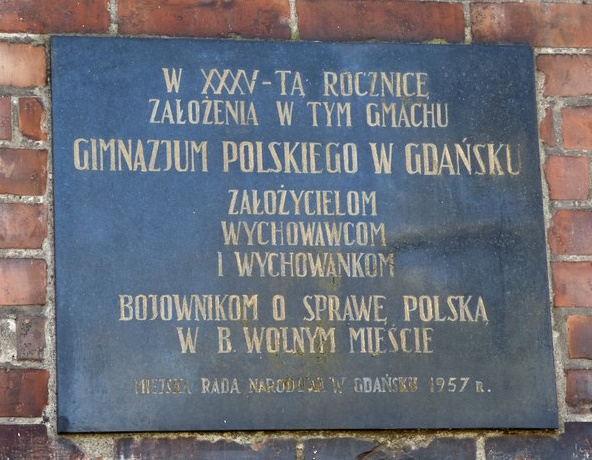 W XXXV-TĄ ROCZNICĘ
ZAŁOŻENIA W TYM GMACHU
GIMNAZJUM POLSKIEGO W GDAŃSKU
ZAŁOŻYCIELOM
WYCHOWAWCOM
I WYCHOWANKOM
BOJOWNIKOM O SPRAWĘ POLSKĄ
W B. WOLNYM MIEŚCIE
MIEJSKA RADA NARODOWA W GDAŃSKU 1957 R.